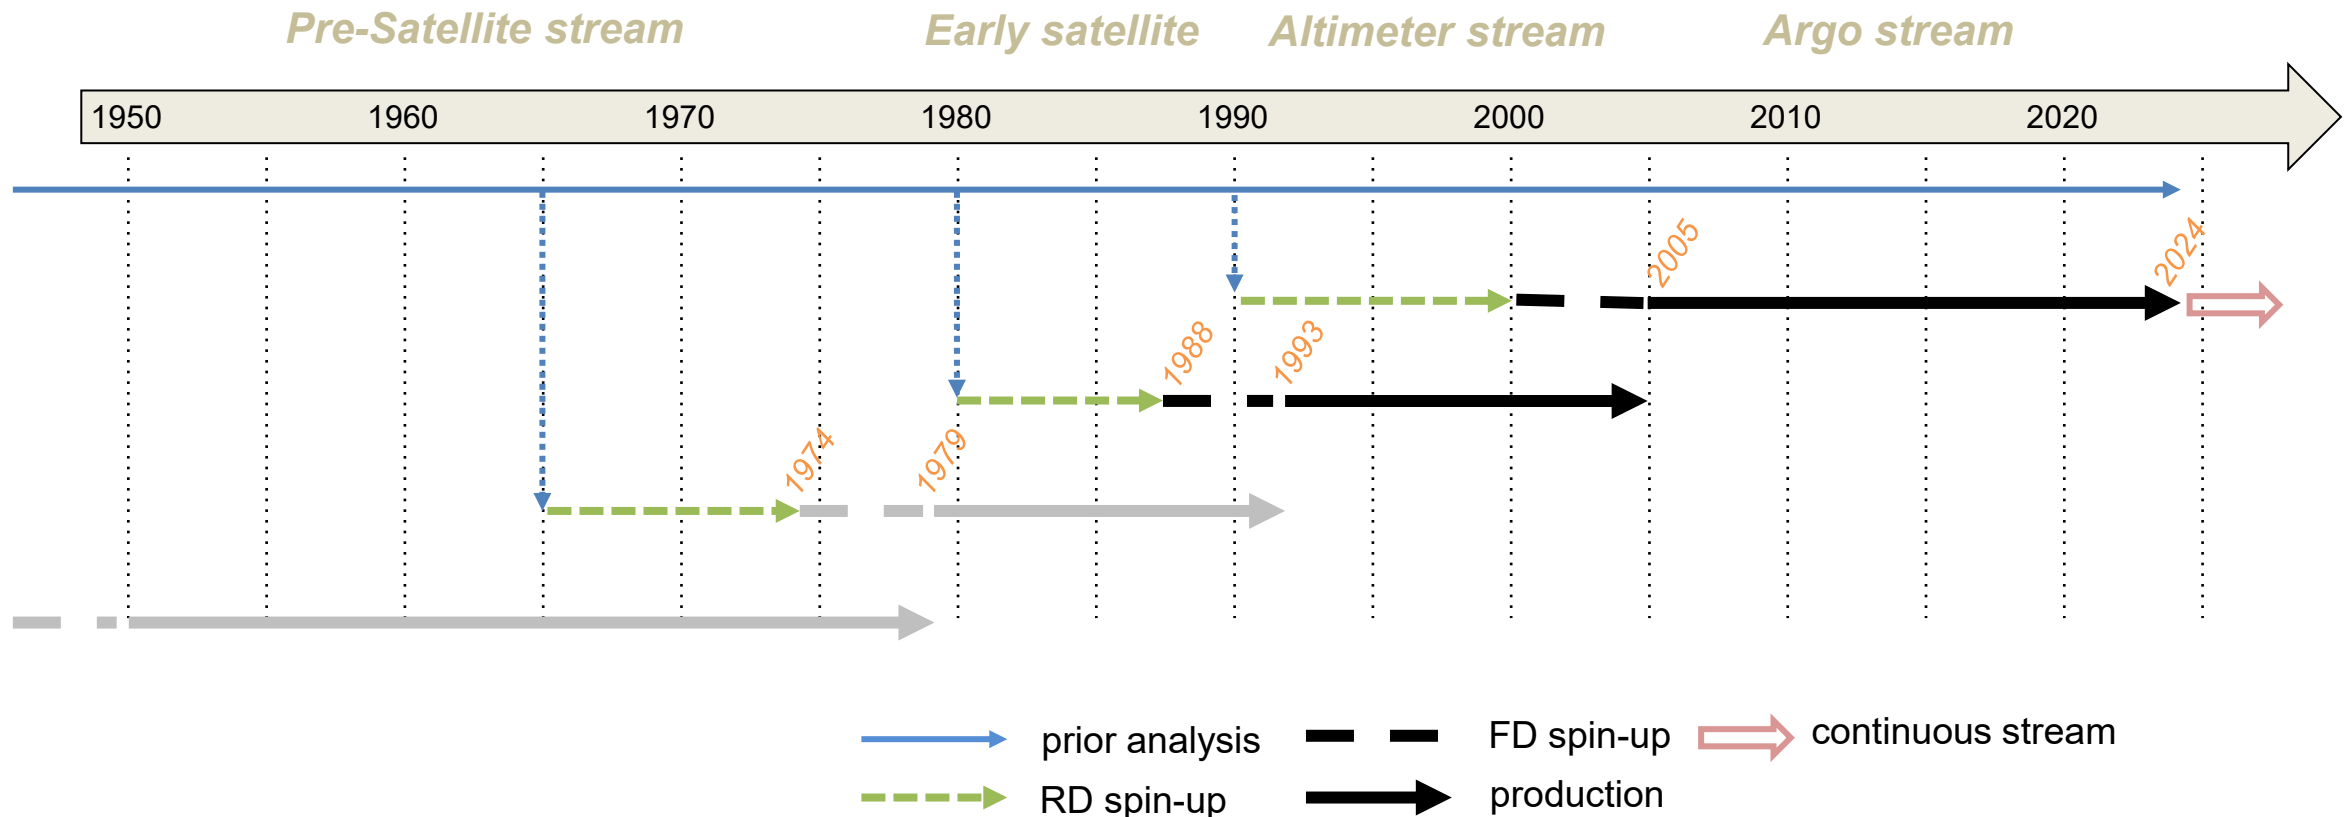 Pre-Satellite stream Early satellite Altimeter stream Argo stream
1950 1960 1970 1980 1990 2000 2010 2020
2005 2024
1988 1993
1974 1979
prior analysis FD spin-up continuous stream
RD spin-up production